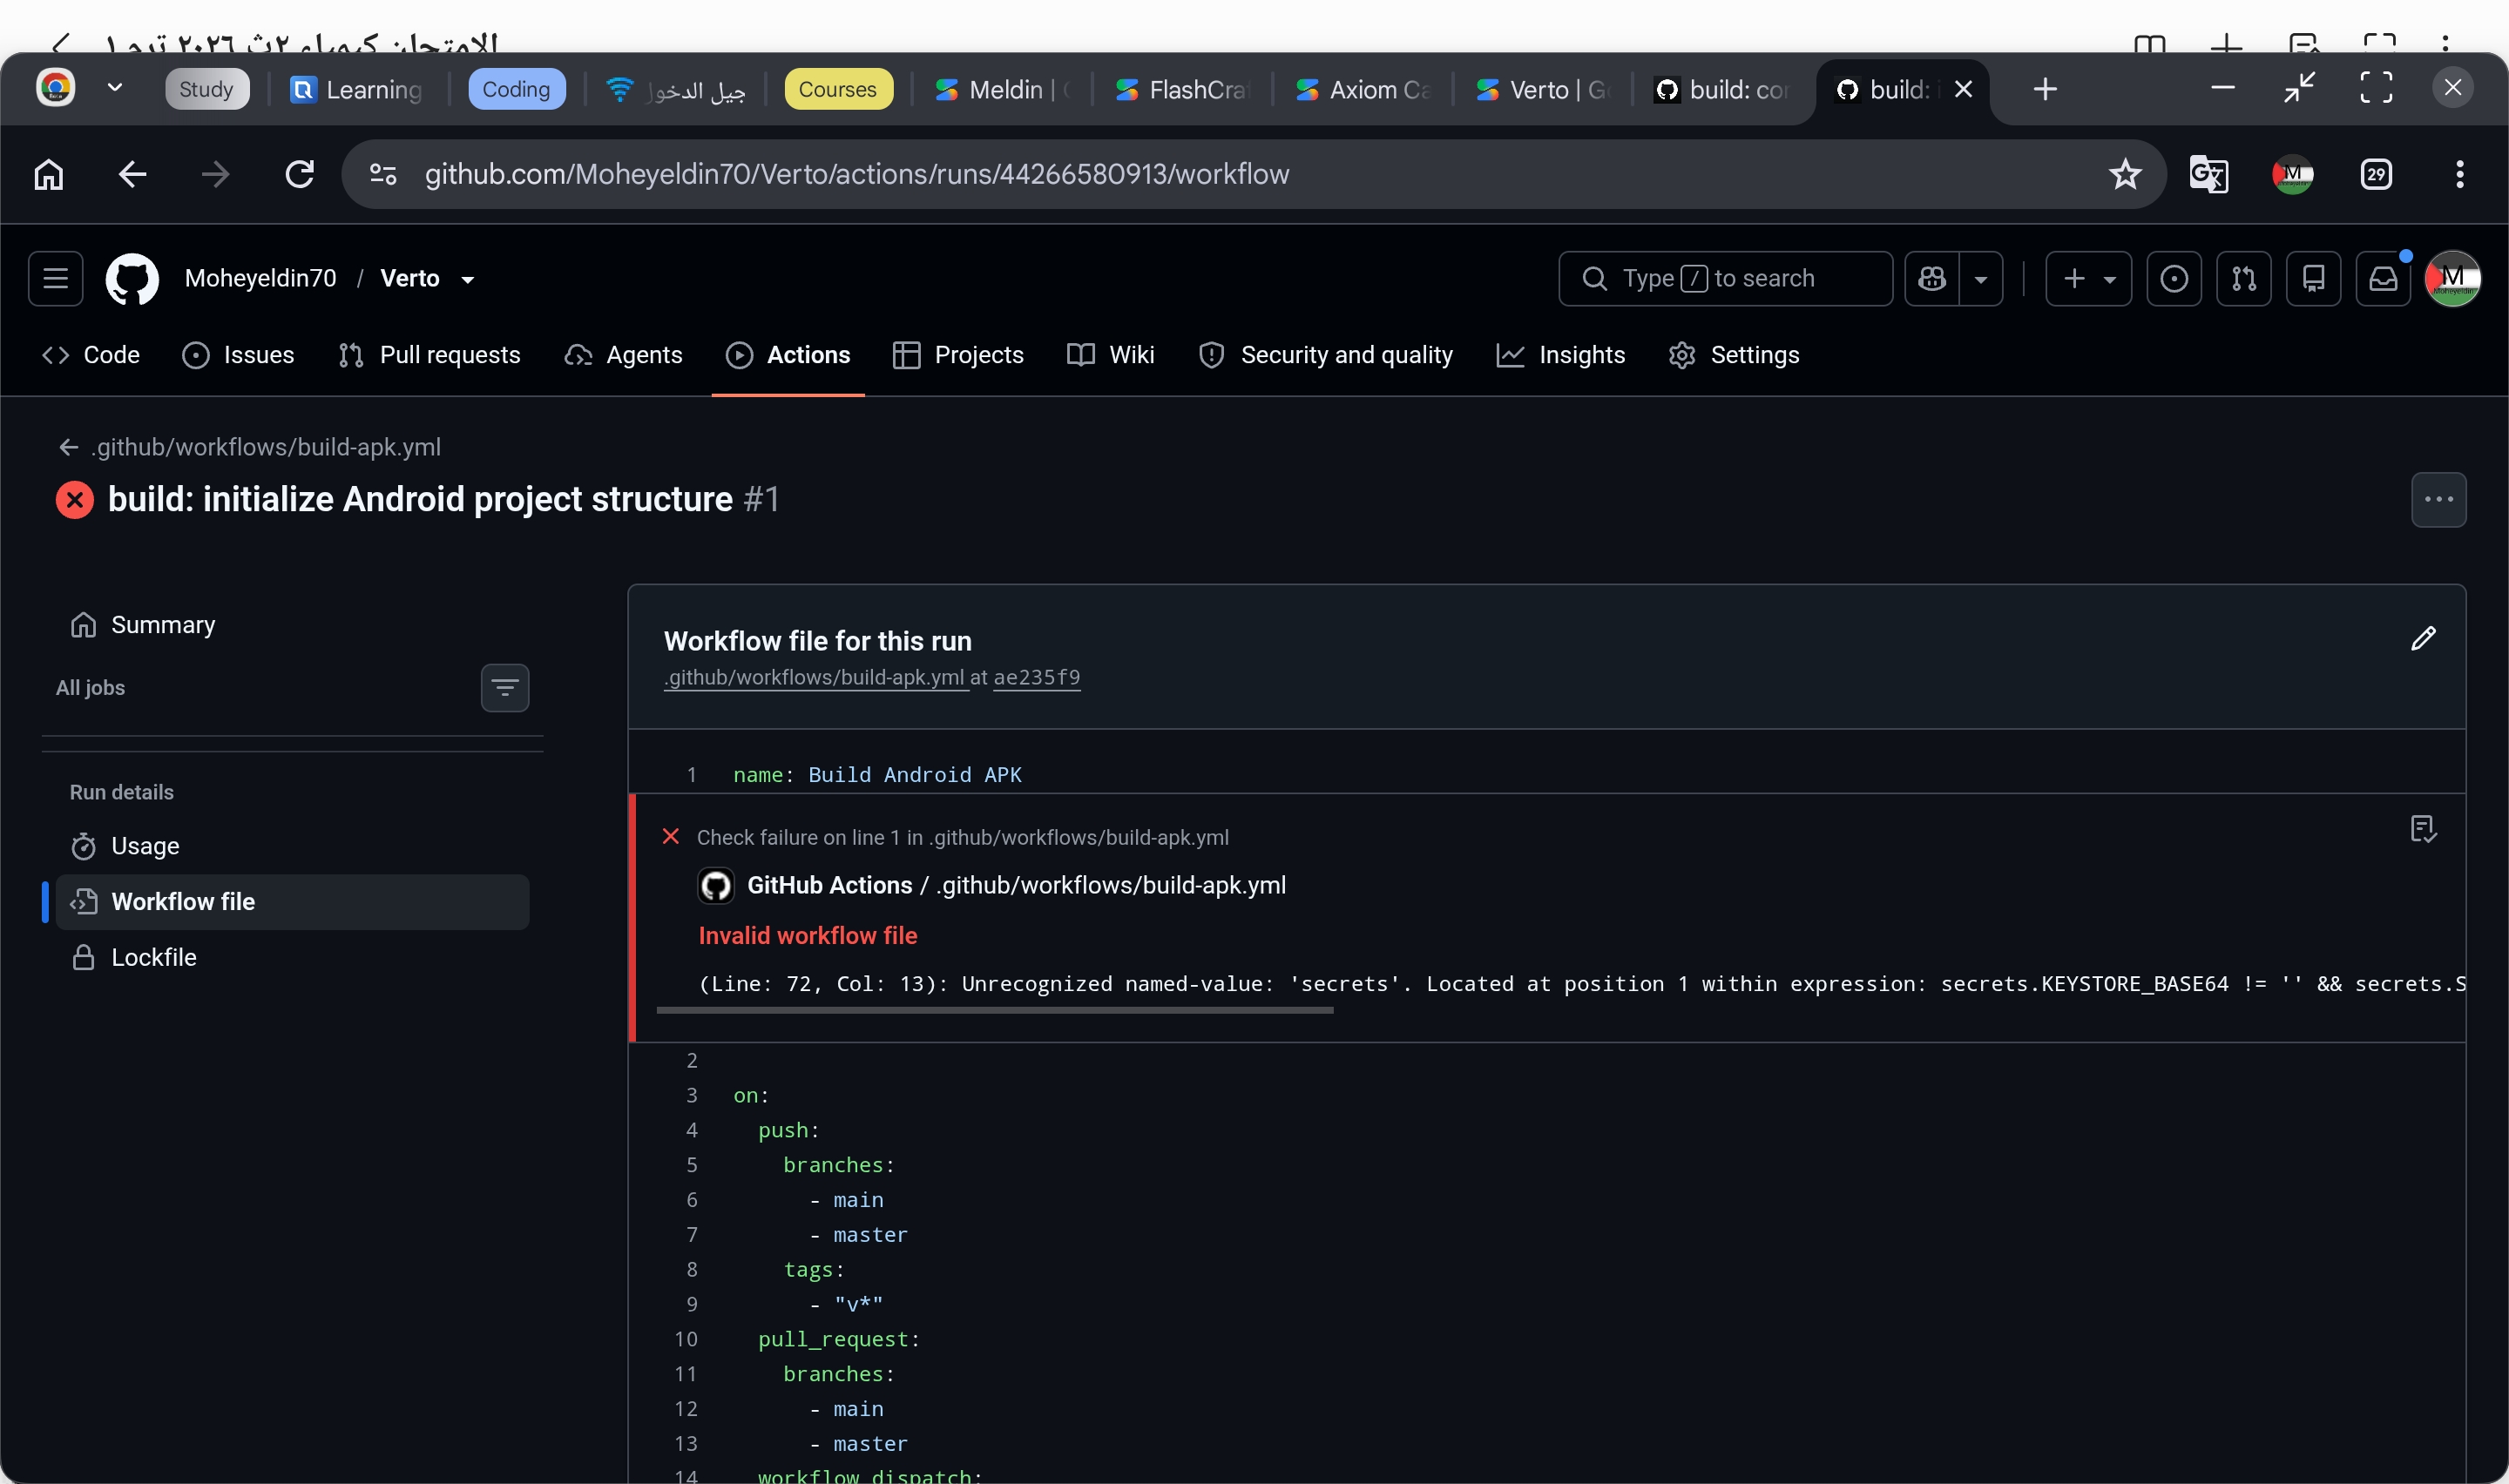 الامتحان كيمياء ٢ث ٢٠٢٦ ترم ١
Study
Learning
Coding
جيل الدخول
Courses
Meldin |
FlashCra
Axiom Ca
Verto | G
build: cor
build:
github.com/Moheyeldin70/Verto/actions/runs/44266580913/workflow
29
Moheyeldin70 / Verto
Type / to search
Code
Issues
Pull requests
Agents
Actions
Projects
Wiki
Security and quality
Insights
Settings
.github/workflows/build-apk.yml
build: initialize Android project structure #1
Summary
All jobs
Run details
Usage
Workflow file
Lockfile
Workflow file for this run
.github/workflows/build-apk.yml at ae235f9
1 name: Build Android APK
Check failure on line 1 in .github/workflows/build-apk.yml
GitHub Actions / .github/workflows/build-apk.yml
Invalid workflow file
(Line: 72, Col: 13): Unrecognized named-value: 'secrets'. Located at position 1 within expression: secrets.KEYSTORE_BASE64 != '' && secrets.S
2
3 on:
4 push:
5 branches:
6 - main
7 - master
8 tags:
9 - "v*"
10 pull_request:
11 branches:
12 - main
13 - master
14 workflow_dispatch: